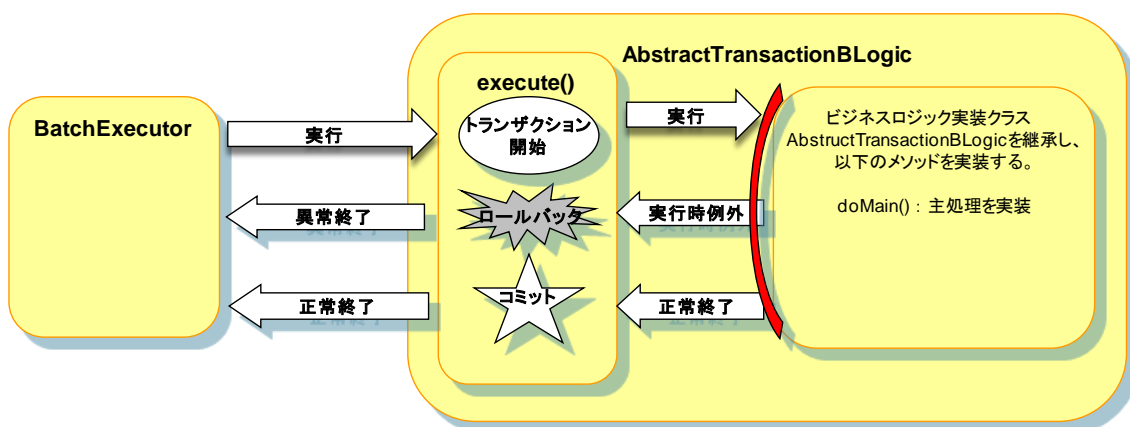 AbstractTransactionBLogic
execute()
BatchExecutor
実行
トランザクション
開始
実行
ビジネスロジック実装クラス
AbstructTransactionBLogicを継承し、
以下のメソッドを実装する。
異常終了
ロールバック
実行時例外
doMain() : 主処理を実装
正常終了
コミット
正常終了